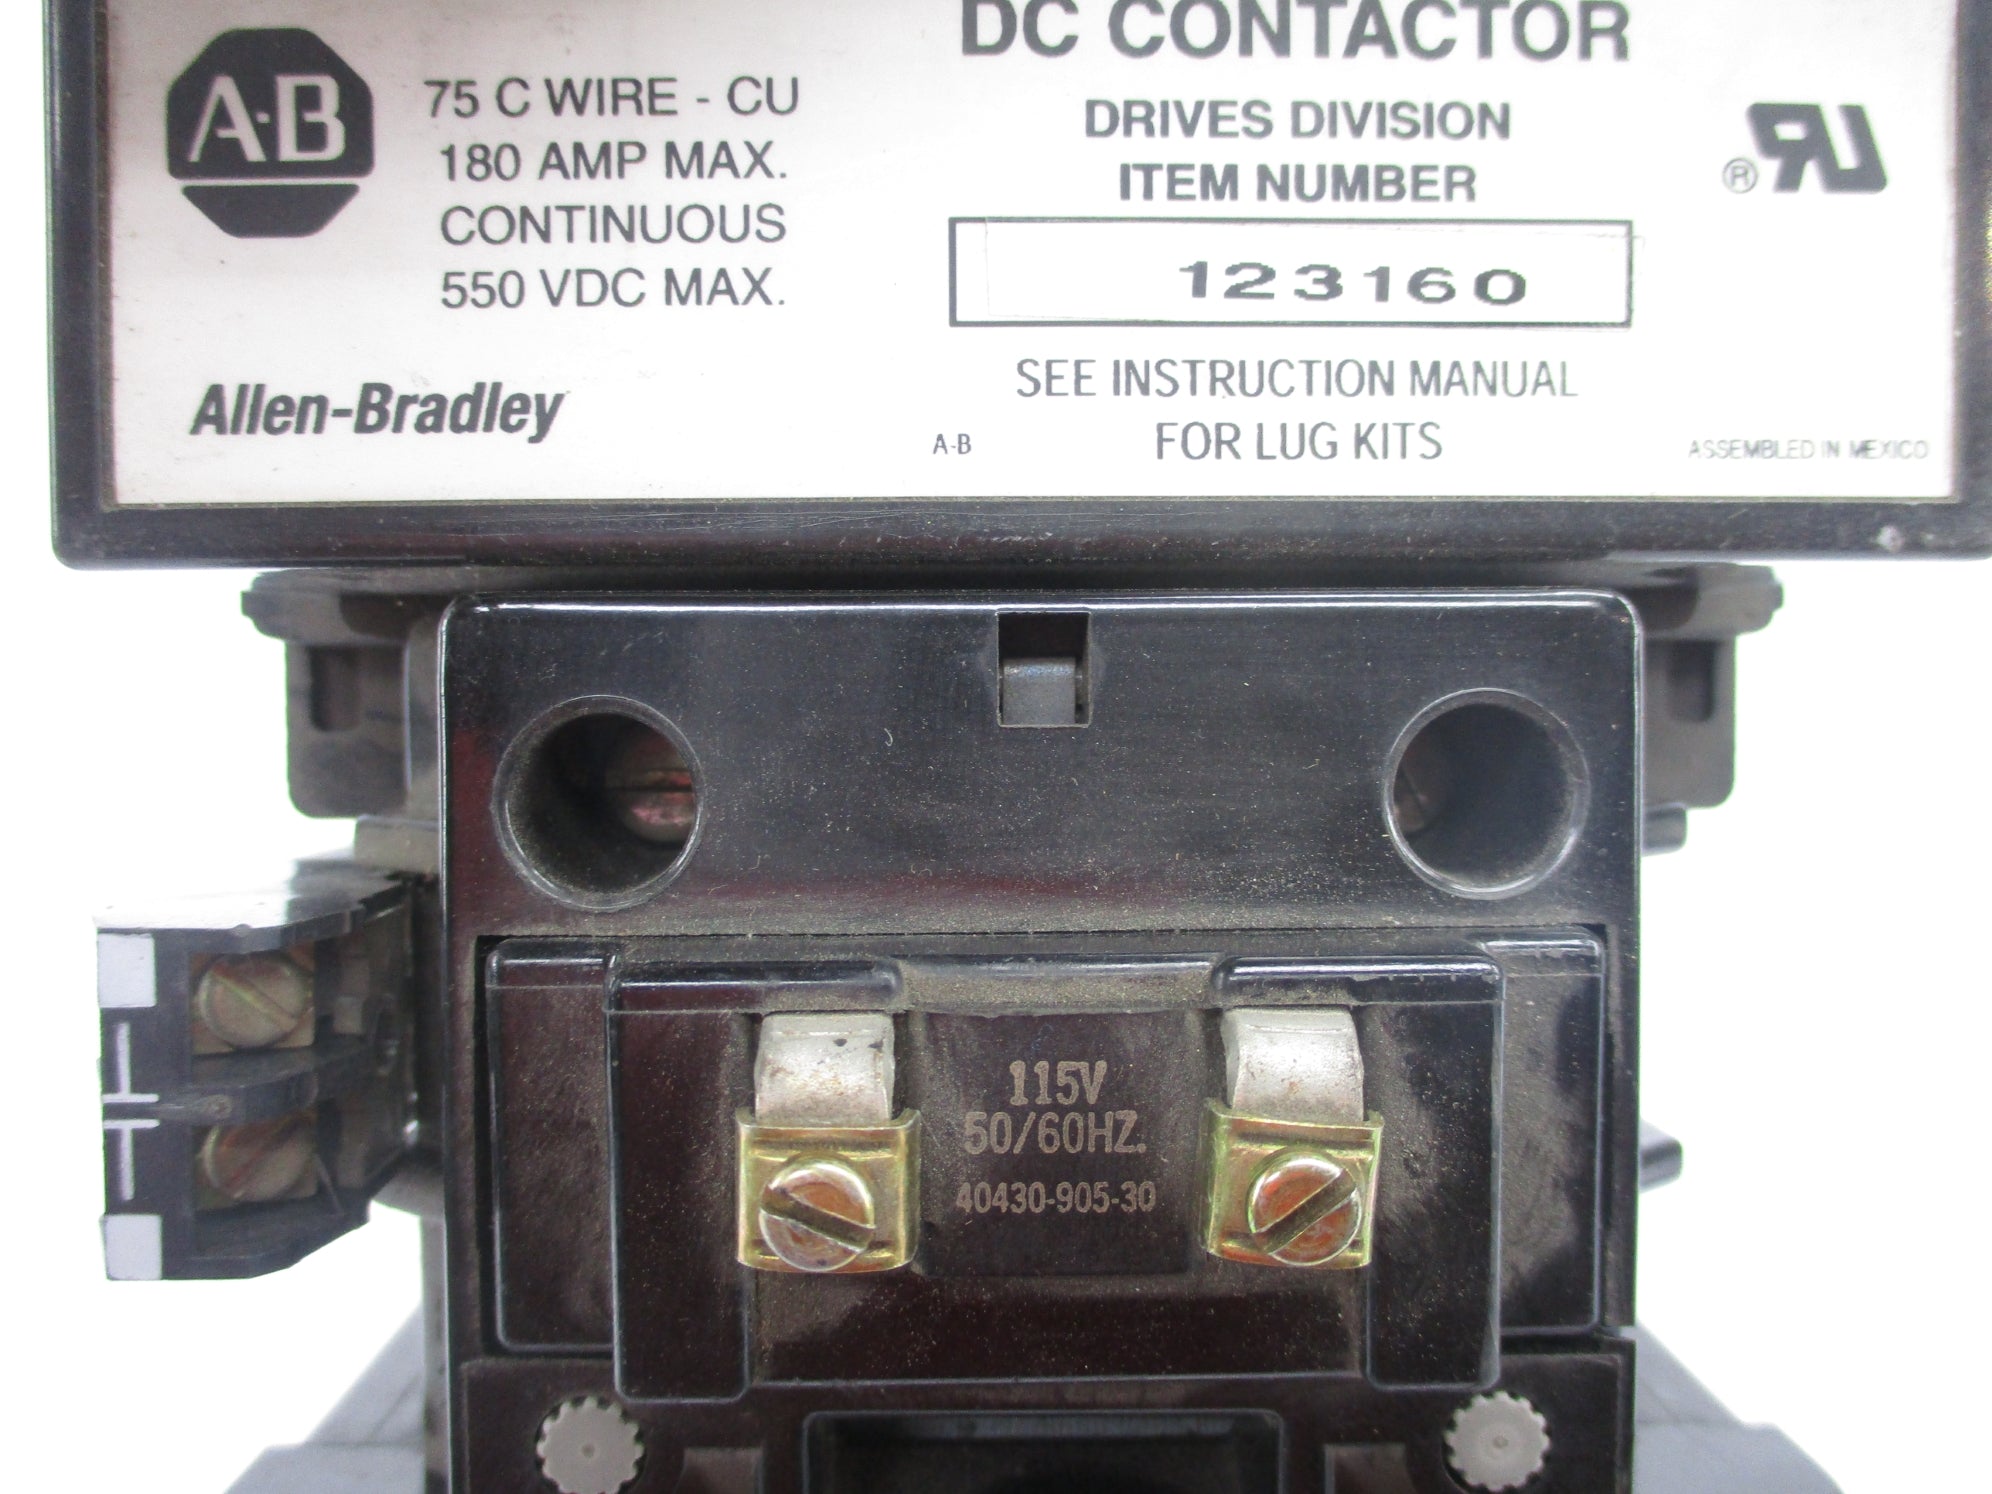 DC CONTACTOR
A-B
75 C WIRE - CU
180 AMP MAX.
CONTINUOUS
550 VDC MAX.
Allen-Bradley
DRIVES DIVISION
ITEM NUMBER
123160
SEE INSTRUCTION MANUAL
FOR LUG KITS
A-B
ASSEMBLED IN MEXICO
RU
®
115V
50/60HZ.
40430-905-30